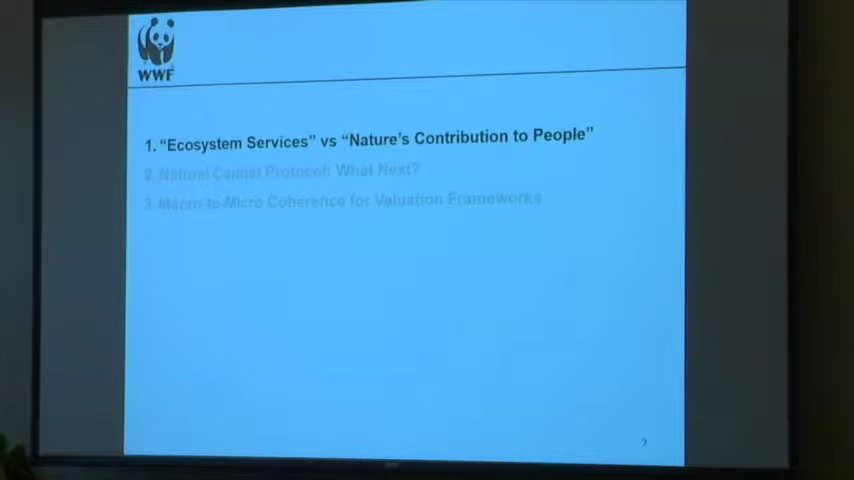 WWF
1. “Ecosystem Services” vs “Nature’s Contribution to People”
2. Natural Capital Protocol: What Next?
3. Macro-to-Micro Coherence for Valuation Frameworks
7